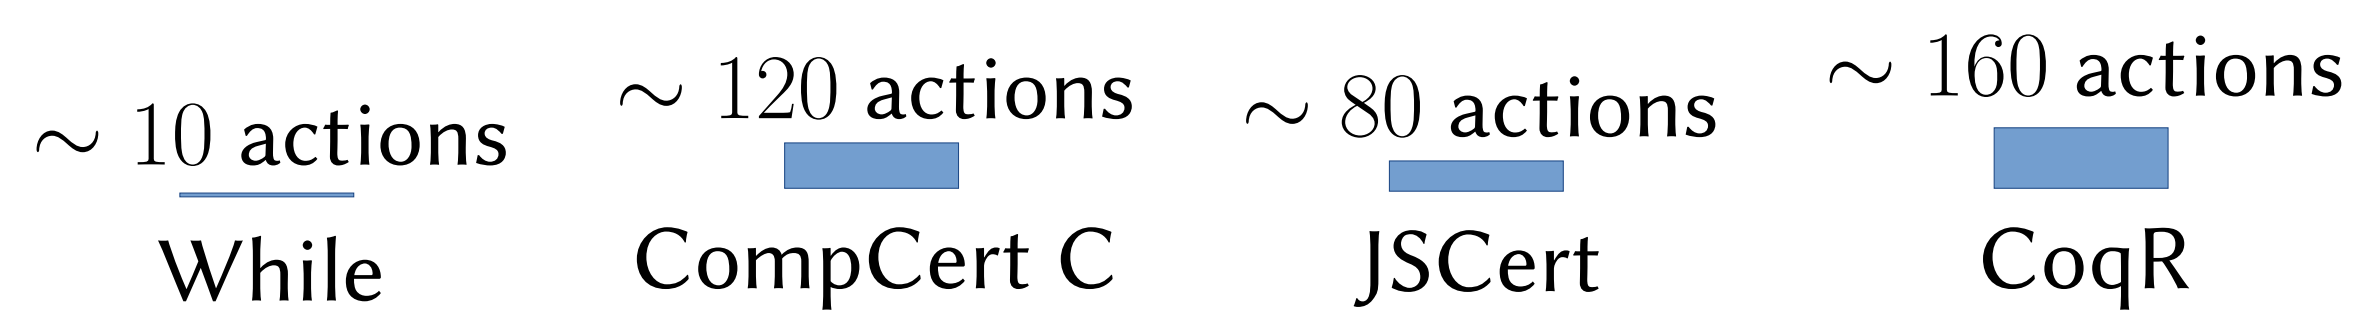 ∼ 10 actions
While
∼ 120 actions
CompCert C
∼ 80 actions
JSCert
∼ 160 actions
CoqR